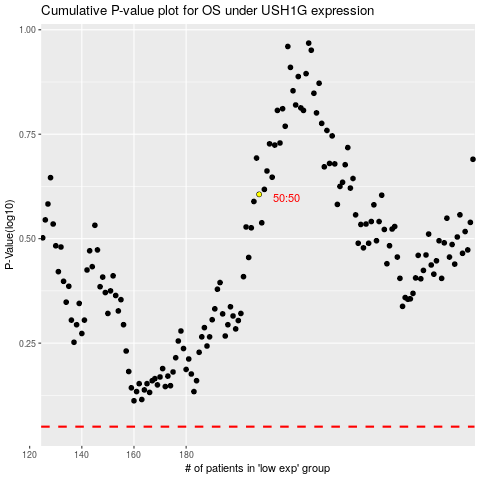 Cumulative P-value plot for OS under USH1G expression
1.00
0.75
0.50
0.25
P-Value(log10)
50:50
120 140 160 180
# of patients in 'low exp' group